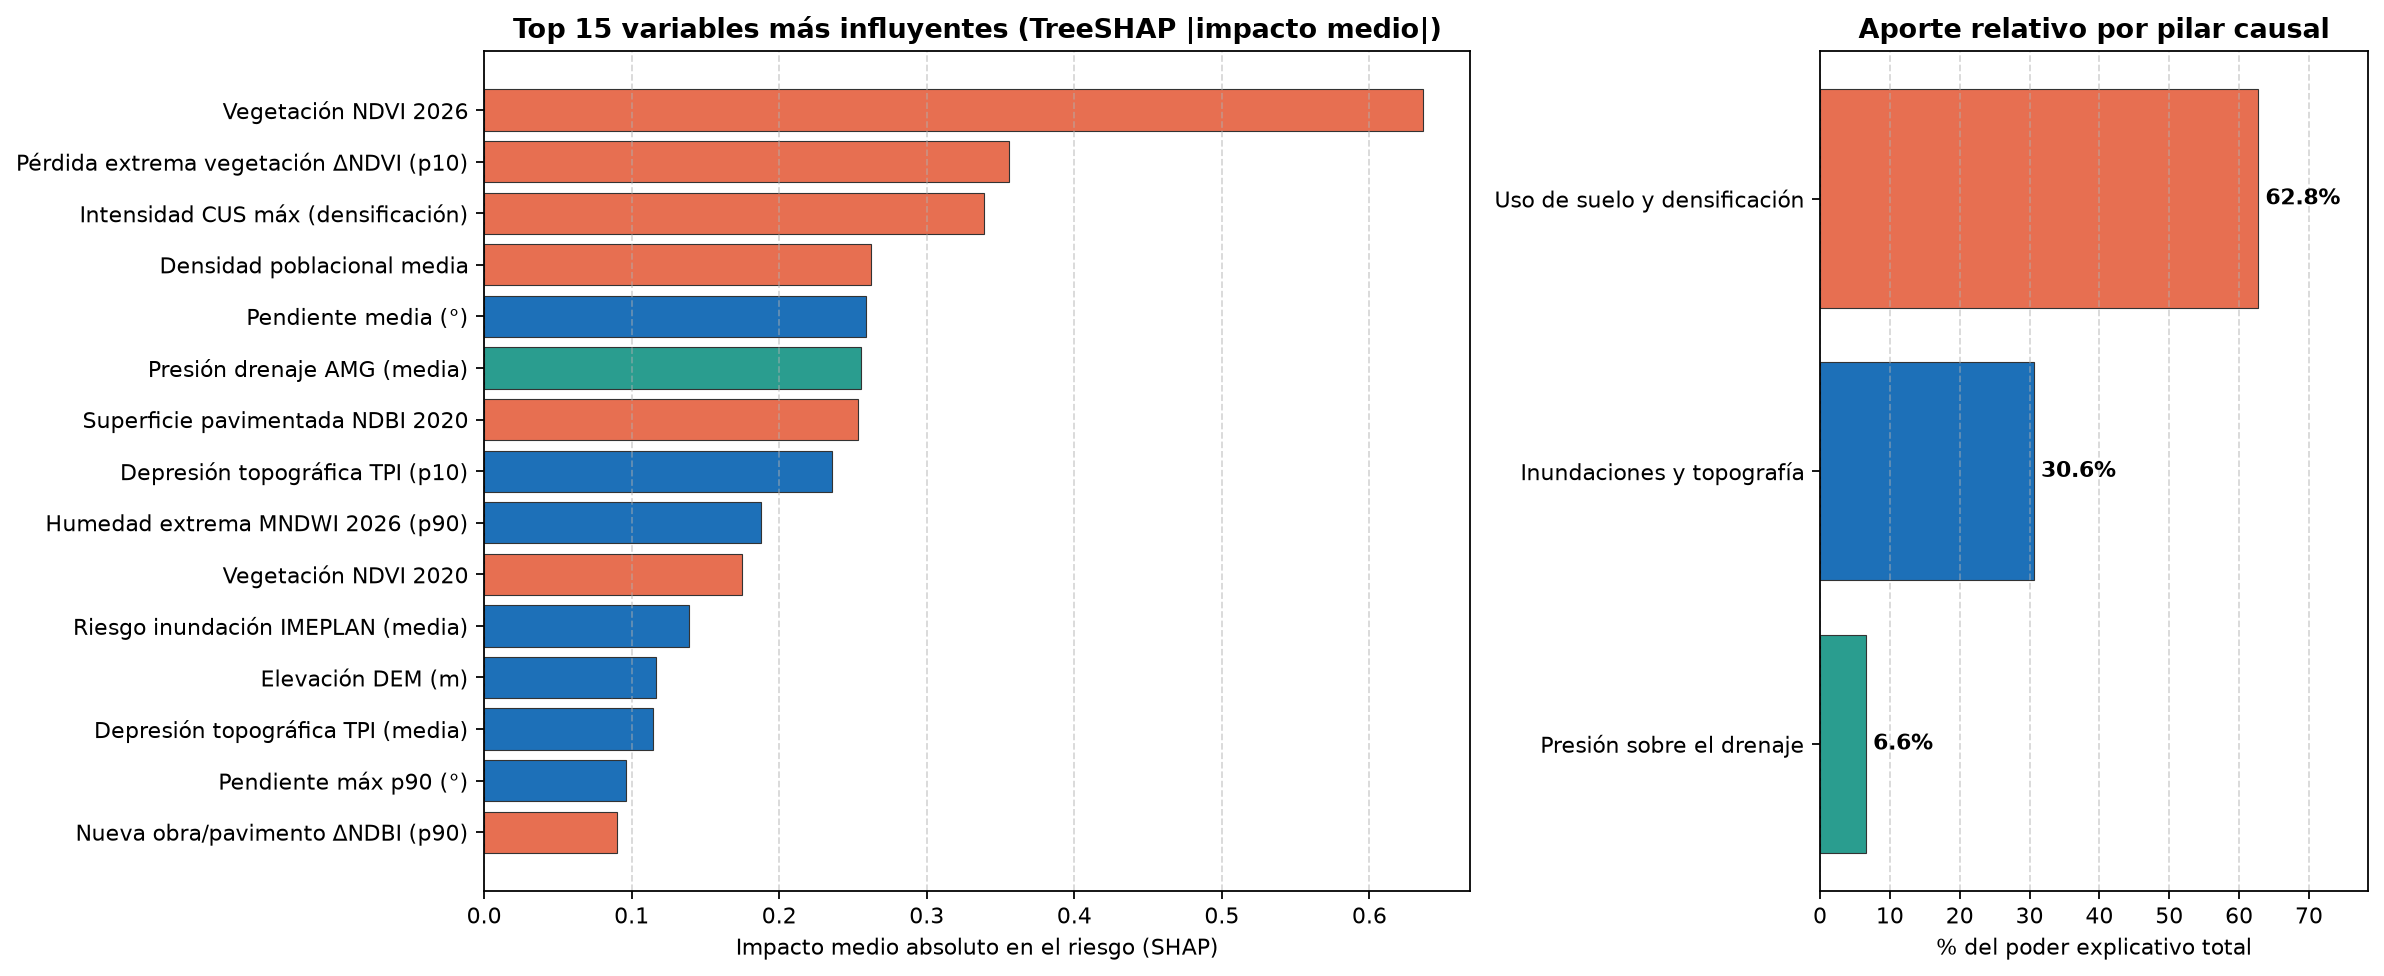 Top 15 variables más influyentes (TreeSHAP |impacto medio|)
Vegetación NDVI 2026
Pérdida extrema vegetación ΔNDVI (p10)
Intensidad CUS máx (densificación)
Densidad poblacional media
Pendiente media (°)
Presión drenaje AMG (media)
Superficie pavimentada NDBI 2020
Depresión topográfica TPI (p10)
Humedad extrema MNDWI 2026 (p90)
Vegetación NDVI 2020
Riesgo inundación IMEPLAN (media)
Elevación DEM (m)
Depresión topográfica TPI (media)
Pendiente máx p90 (°)
Nueva obra/pavimento ΔNDBI (p90)
0.0 0.1 0.2 0.3 0.4 0.5 0.6
Impacto medio absoluto en el riesgo (SHAP)
Aporte relativo por pilar causal
Uso de suelo y densificación 62.8%
Inundaciones y topografía 30.6%
Presión sobre el drenaje 6.6%
0 10 20 30 40 50 60 70
% del poder explicativo total